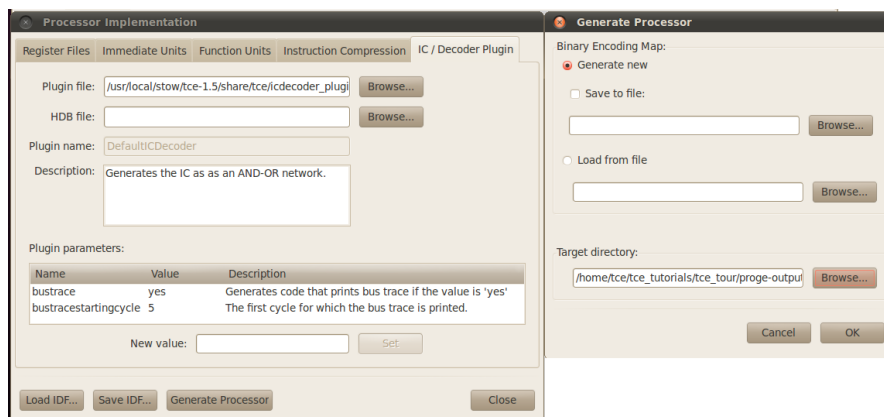 Processor Implementation
Register Files Immediate Units Function Units Instruction Compression IC / Decoder Plugin
Plugin file: /usr/local/stow/tce-1.5/share/tce/icdecoder_plugi Browse...
HDB file: Browse...
Plugin name: DefaultICDecoder
Description: Generates the IC as as an AND-OR network.
Plugin parameters:
Name Value Description
bustrace yes Generates code that prints bus trace if the value is 'yes'
bustracestartingcycle 5 The first cycle for which the bus trace is printed.
New value: Set
Load IDF... Save IDF... Generate Processor Close
Generate Processor
Binary Encoding Map:
Generate new
Save to file:
Browse...
Load from file
Browse...
Target directory:
/home/tce/tce_tutorials/tce_tour/proge-output Browse...
Cancel OK